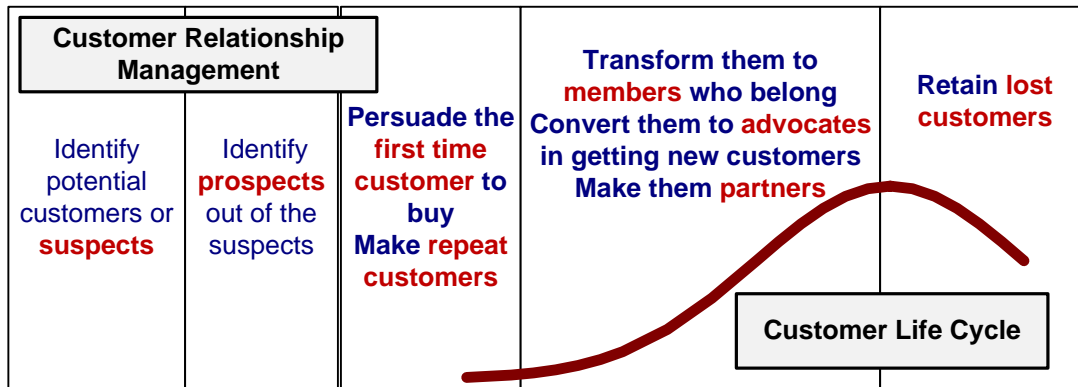 Customer Relationship
Management
Identify
potential
customers or
suspects
Identify
prospects
out of the
suspects
Persuade the
first time
customer to
buy
Make repeat
customers
Transform them to
members who belong
Convert them to advocates
in getting new customers
Make them partners
Retain lost
customers
Customer Life Cycle